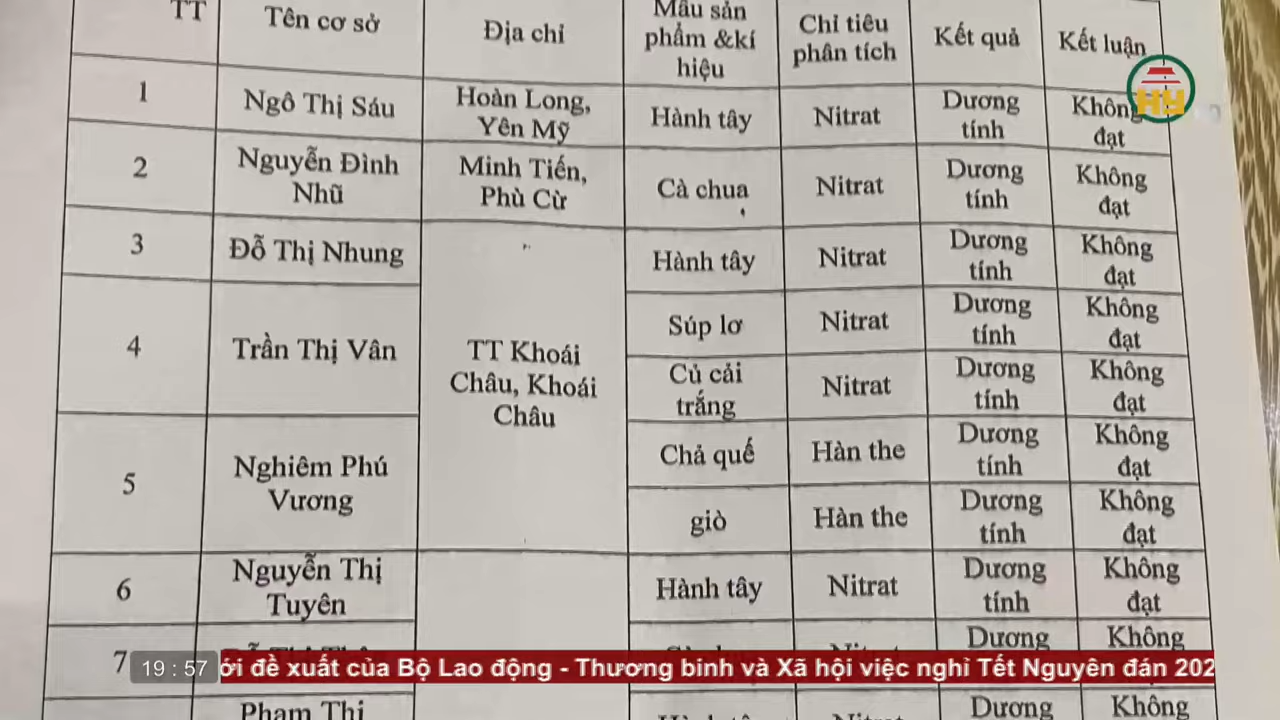 TT
Tên cơ sở
Địa chỉ
Mẫu sản
phẩm &kí
hiệu
Chỉ tiêu
phân tích
Kết quả
Kết luận
HY
1
Ngô Thị Sáu
Hoàn Long,
Yên Mỹ
Hành tây
Nitrat
Dương
tính
Không
đạt
2
Nguyễn Đình
Nhũ
Minh Tiến,
Phù Cừ
Cà chua
Nitrat
Dương
tính
Không
đạt
3
Đỗ Thị Nhung
TT Khoái
Châu, Khoái
Châu
Hành tây
Nitrat
Dương
tính
Không
đạt
4
Trần Thị Vân
Súp lơ
Nitrat
Dương
tính
Không
đạt
Củ cải
trắng
Nitrat
Dương
tính
Không
đạt
5
Nghiêm Phú
Vương
Chả quế
Hàn the
Dương
tính
Không
đạt
giò
Hàn the
Dương
tính
Không
đạt
6
Nguyễn Thị
Tuyên
Hành tây
Nitrat
Dương
tính
Không
đạt
7
Dương
Không
19 : 57
ới đề xuất của Bộ Lao động - Thương binh và Xã hội việc nghỉ Tết Nguyên đán 202
Phạm Thị
Dương
Không